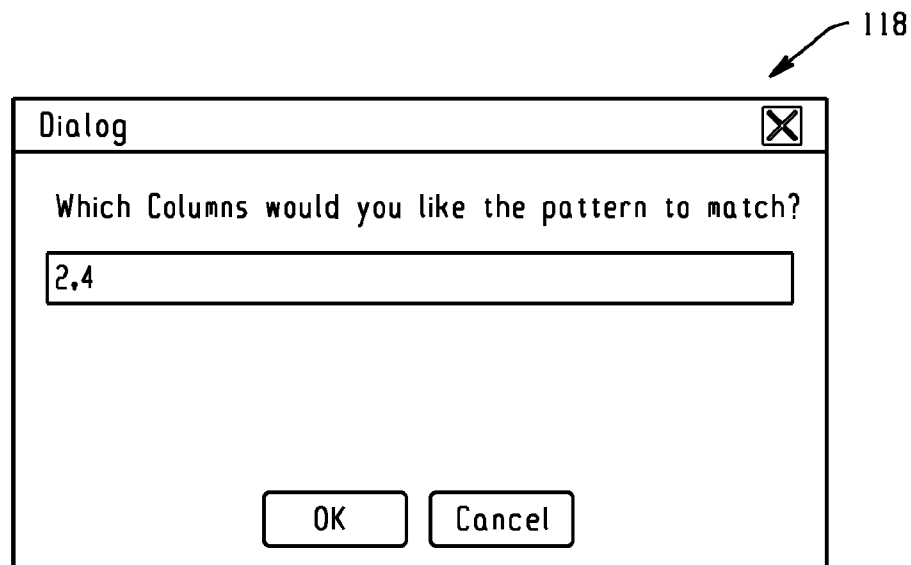 118
Dialog
Which Columns would you like the pattern to match?
2,4
OK Cancel